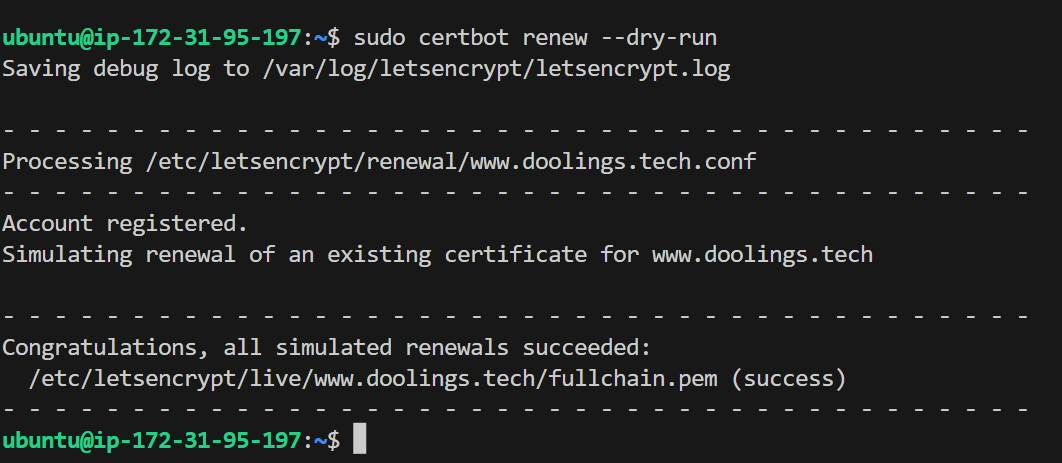 ubuntu@ip-172-31-95-197:~$ sudo certbot renew --dry-run
Saving debug log to /var/log/letsencrypt/letsencrypt.log
- - - - - - - - - - - - - - - - - - - - - - - - - - - - - - - - - - - - - - - -
Processing /etc/letsencrypt/renewal/www.doolings.tech.conf
- - - - - - - - - - - - - - - - - - - - - - - - - - - - - - - - - - - - - - - -
Account registered.
Simulating renewal of an existing certificate for www.doolings.tech
- - - - - - - - - - - - - - - - - - - - - - - - - - - - - - - - - - - - - - - -
Congratulations, all simulated renewals succeeded:
  /etc/letsencrypt/live/www.doolings.tech/fullchain.pem (success)
- - - - - - - - - - - - - - - - - - - - - - - - - - - - - - - - - - - - - - - -
ubuntu@ip-172-31-95-197:~$